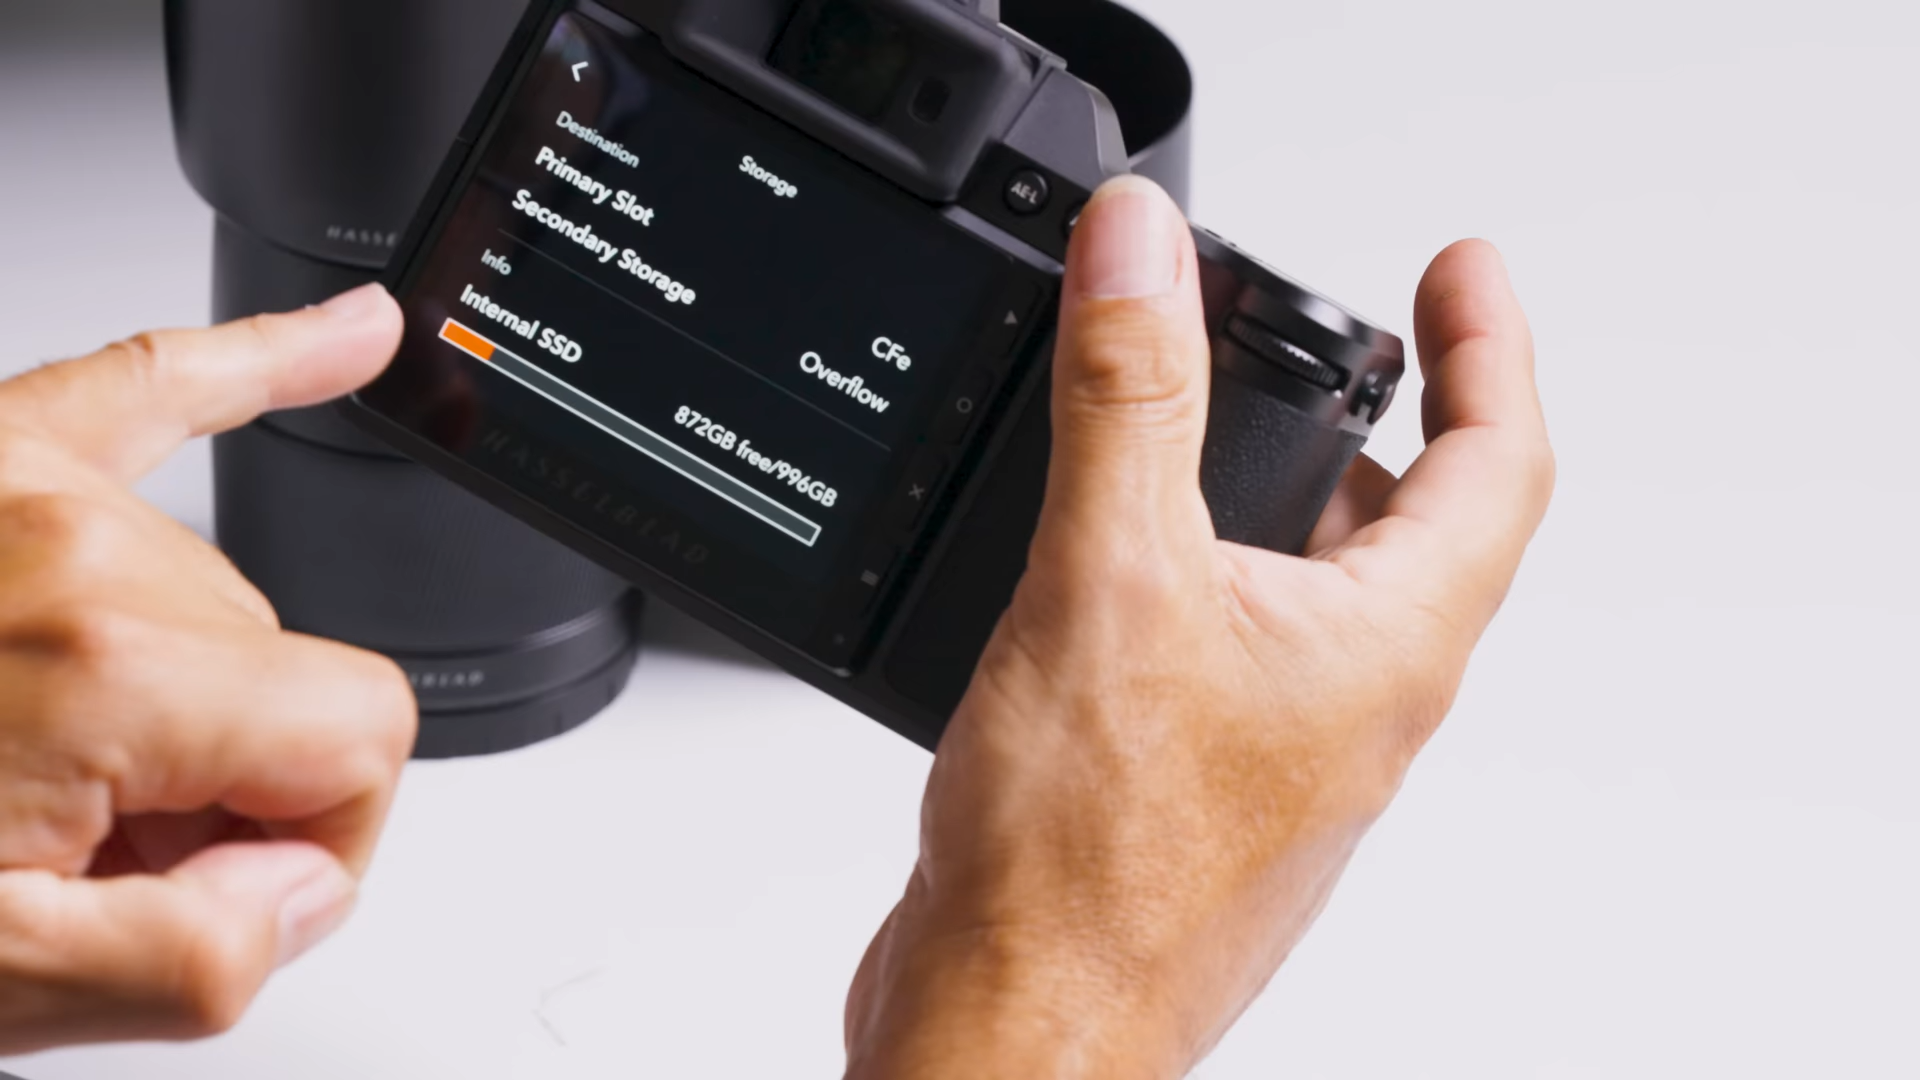 Storage
Destination
Primary Slot CFe
Secondary Storage Overflow
Info
Internal SSD 872GB free/996GB
HASSELBLAD
AE-L